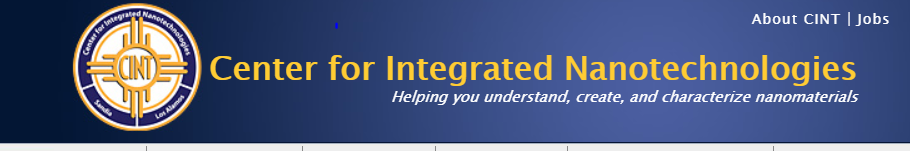 About CINT | Jobs
Center for Integrated Nanotechnologies
CINT
Sandia
Los Alamos
Center for Integrated Nanotechnologies
Helping you understand, create, and characterize nanomaterials